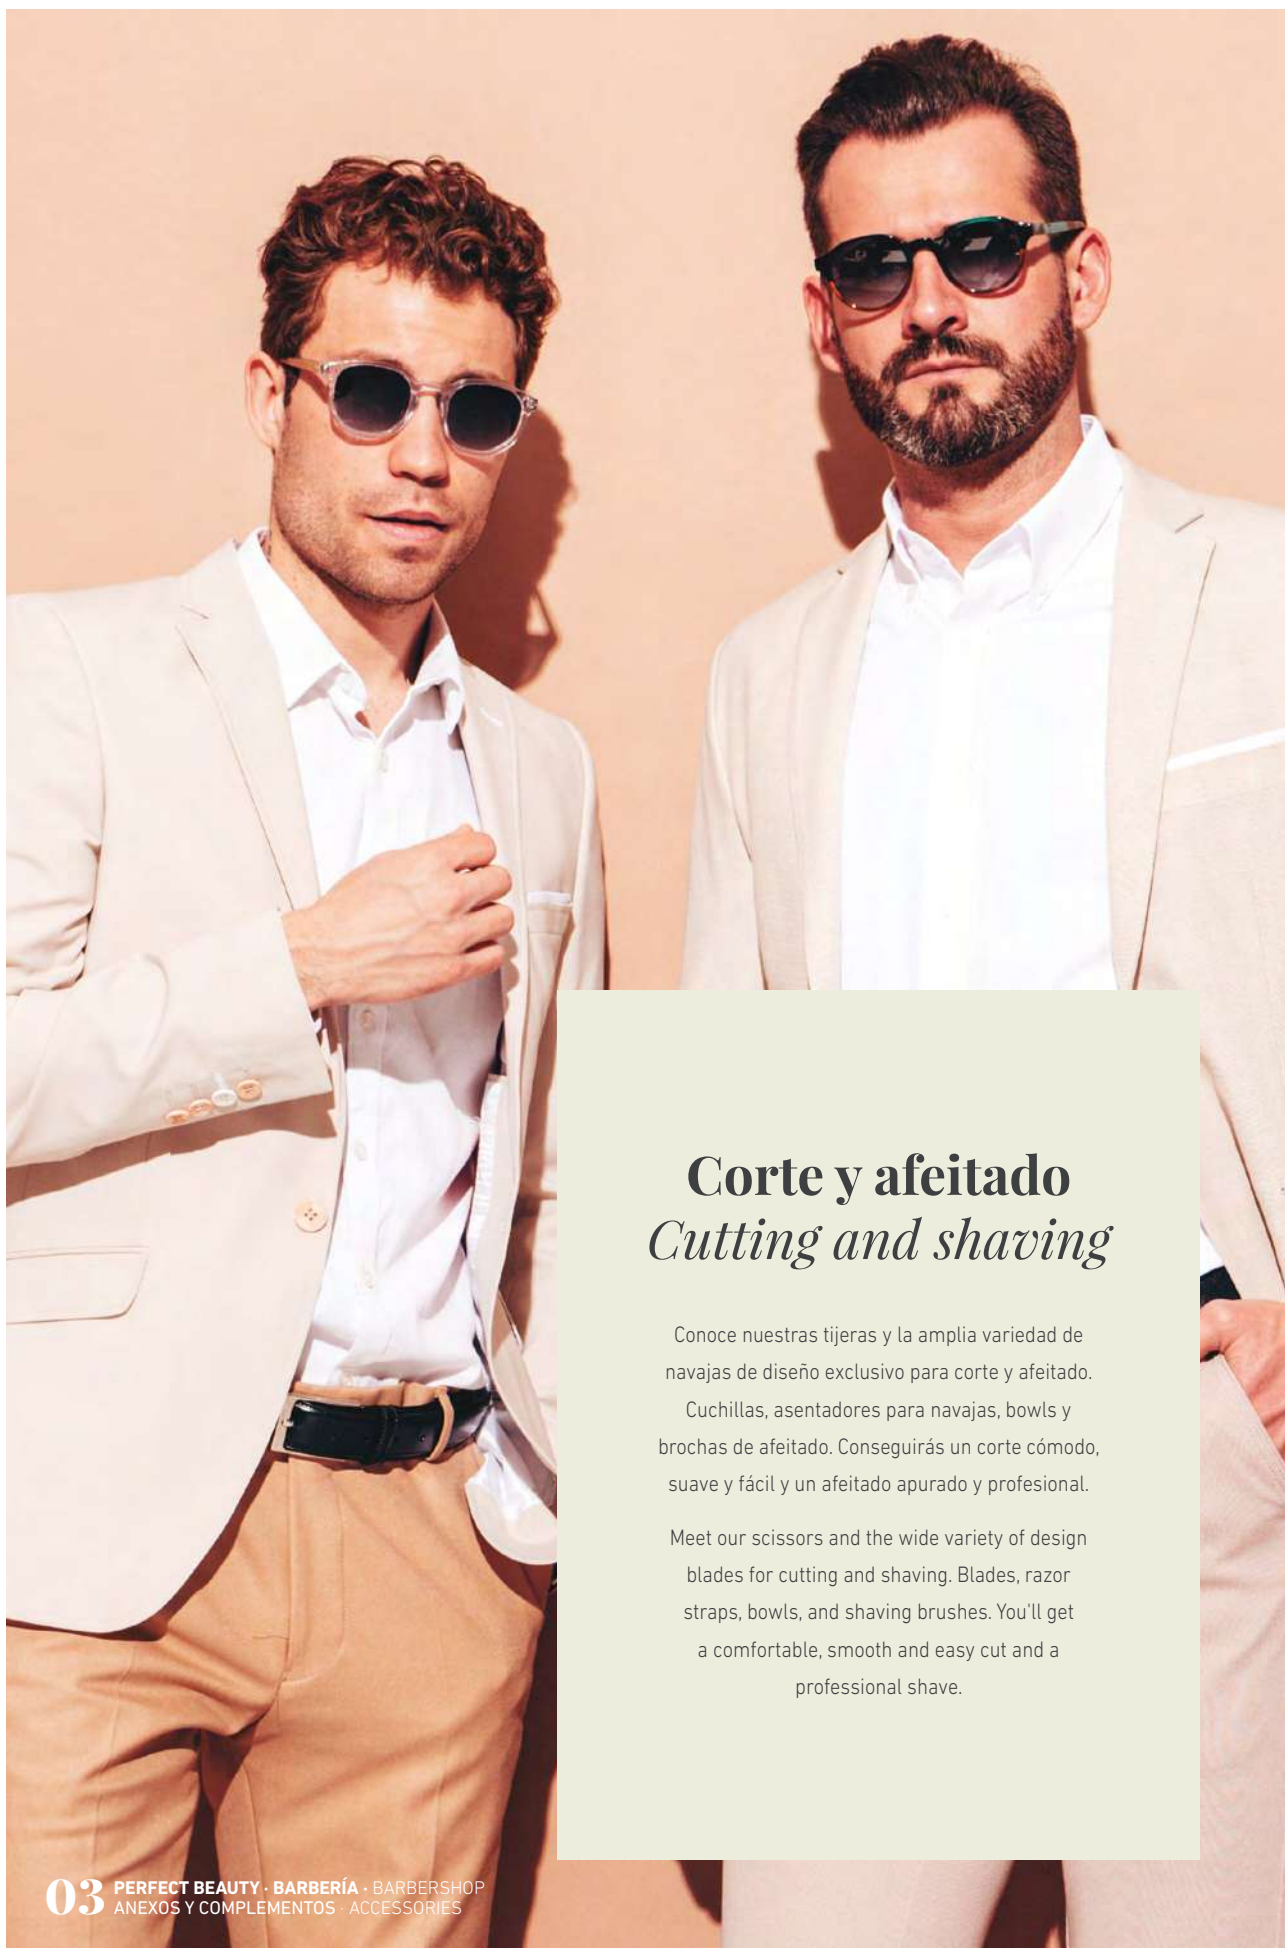 Corte y afeitado
Cutting and shaving
Conoce nuestras tijeras y la amplia variedad de
navajas de diseño exclusivo para corte y afeitado.
Cuchillas, asentadores para navajas, bowls y
brochas de afeitado. Conseguirás un corte cómodo,
suave y fácil y un afeitado apurado y profesional.
Meet our scissors and the wide variety of design
blades for cutting and shaving. Blades, razor
straps, bowls, and shaving brushes. You'll get
a comfortable, smooth and easy cut and a
professional shave.
03 PERFECT BEAUTY · BARBERÍA · BARBERSHOP
ANEXOS Y COMPLEMENTOS · ACCESSORIES